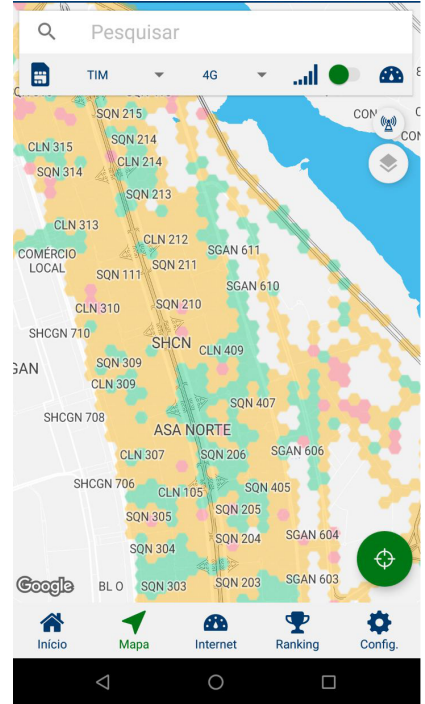 Pesquisar
TIM
4G
SQN 215
CON
CLN 315
SQN 214
CON
CLN 214
SQN 314
SQN 213
CLN 313
CLN 212
COMÉRCIO
LOCAL
SGAN 611
SQN 211
SQN 111
SGAN 610
SQN 210
CLN 310
SHCGN 710
SHCN
CLN 409
GAN
SQN 309
CLN 309
SQN 407
SHCGN 708
ASA NORTE
CLN 307
SQN 206
SGAN 606
SHCGN 706
CLN 105
SQN 405
SQN 305
SQN 205
SQN 204
SGAN 604
SQN 304
Google
BL O
SQN 303
SQN 203
SGAN 603
Início
Mapa
Internet
Ranking
Config.